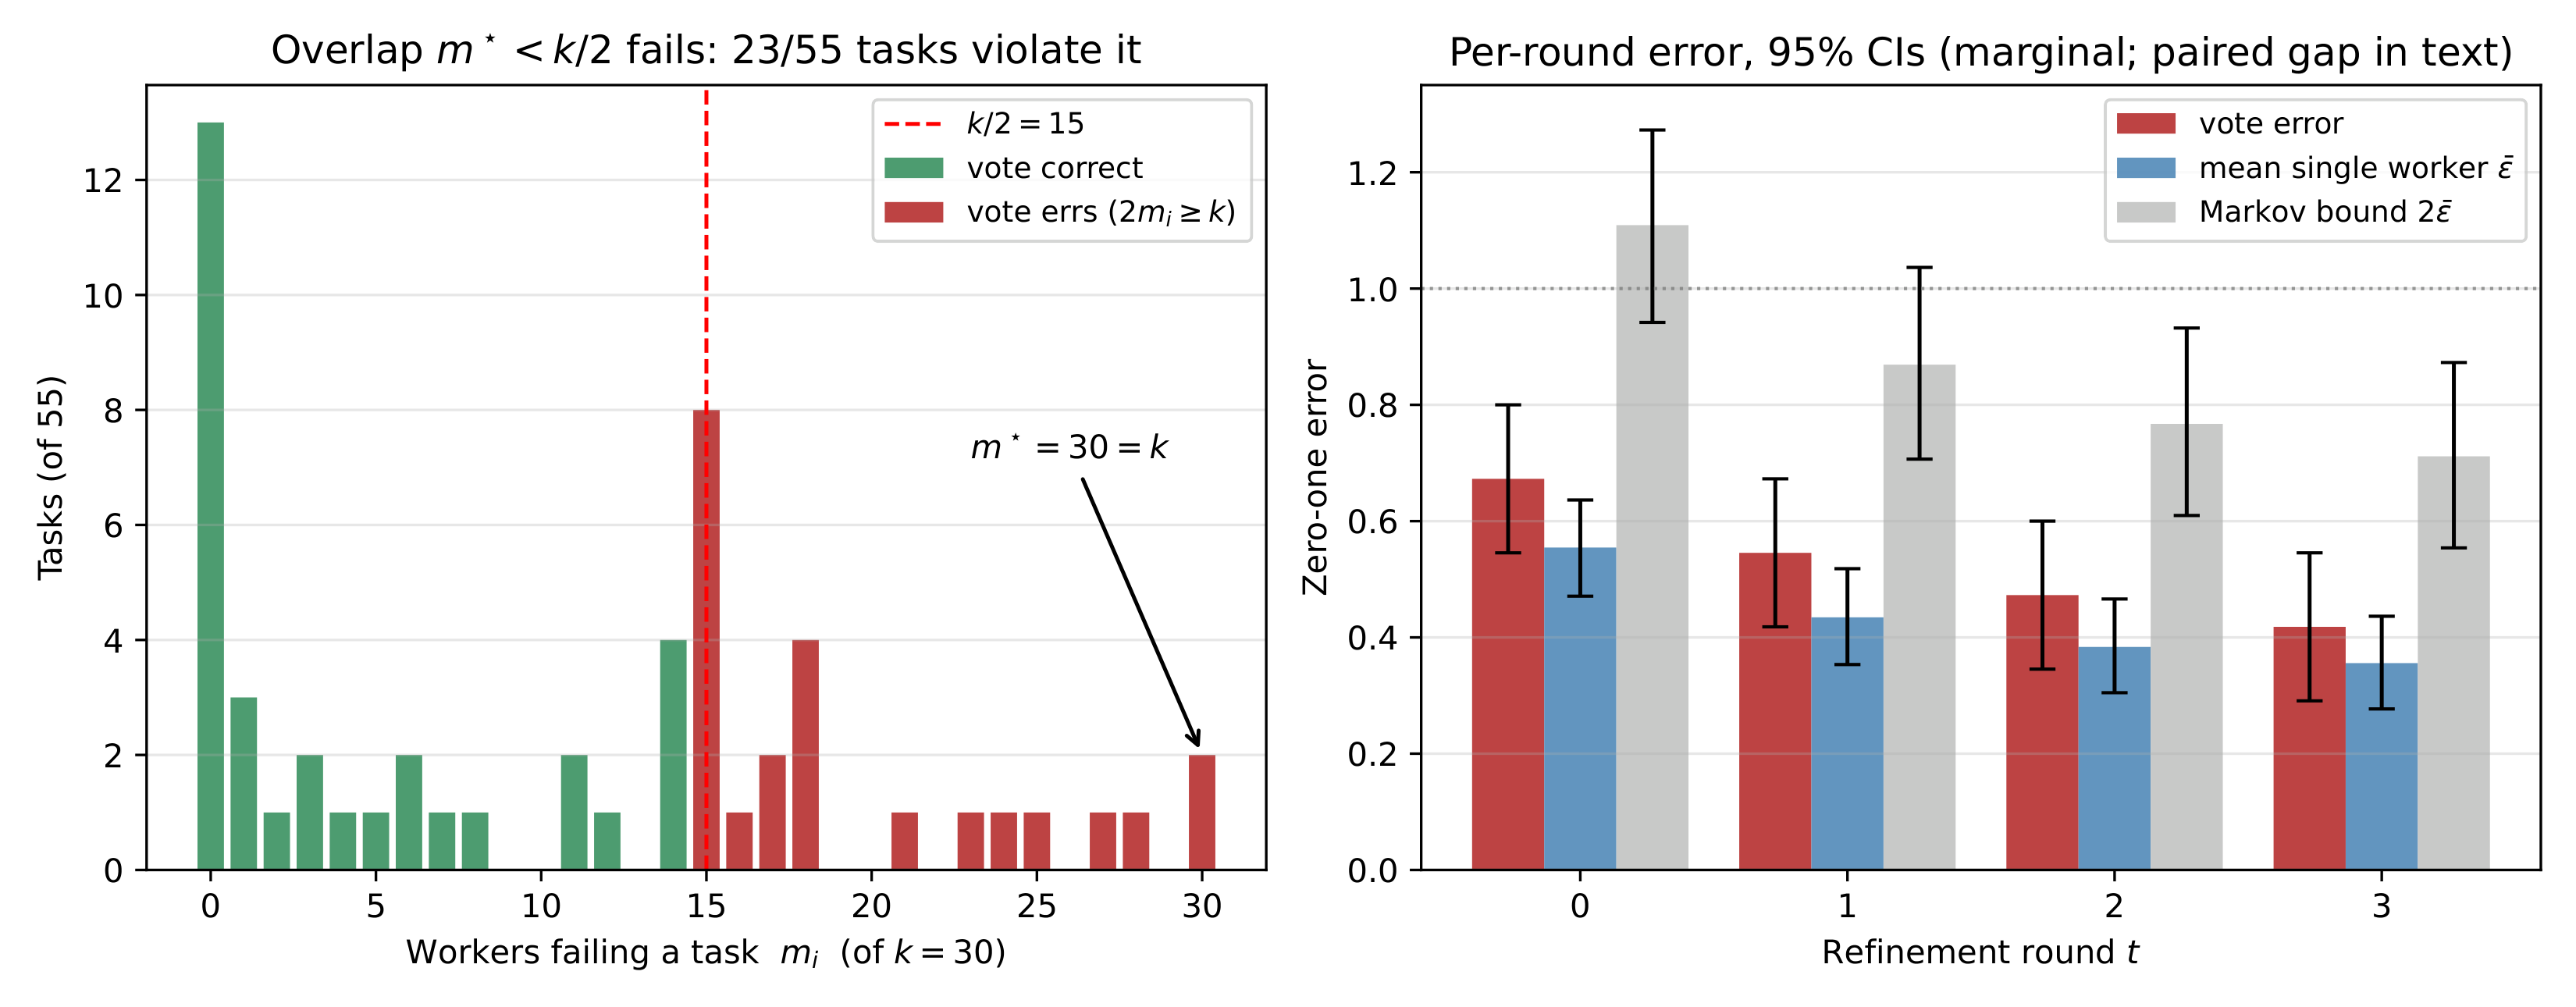 Overlap m⋆ < k/2 fails: 23/55 tasks violate it
k/2 = 15
vote correct
vote errs (2mᵢ ≥ k)
m⋆ = 30 = k
Tasks (of 55)
12
10
8
6
4
2
0
0 5 10 15 20 25 30
Workers failing a task mᵢ (of k = 30)
Per-round error, 95% CIs (marginal; paired gap in text)
vote error
mean single worker ε̄
Markov bound 2ε̄
Zero-one error
1.2
1.0
0.8
0.6
0.4
0.2
0.0
0 1 2 3
Refinement round t